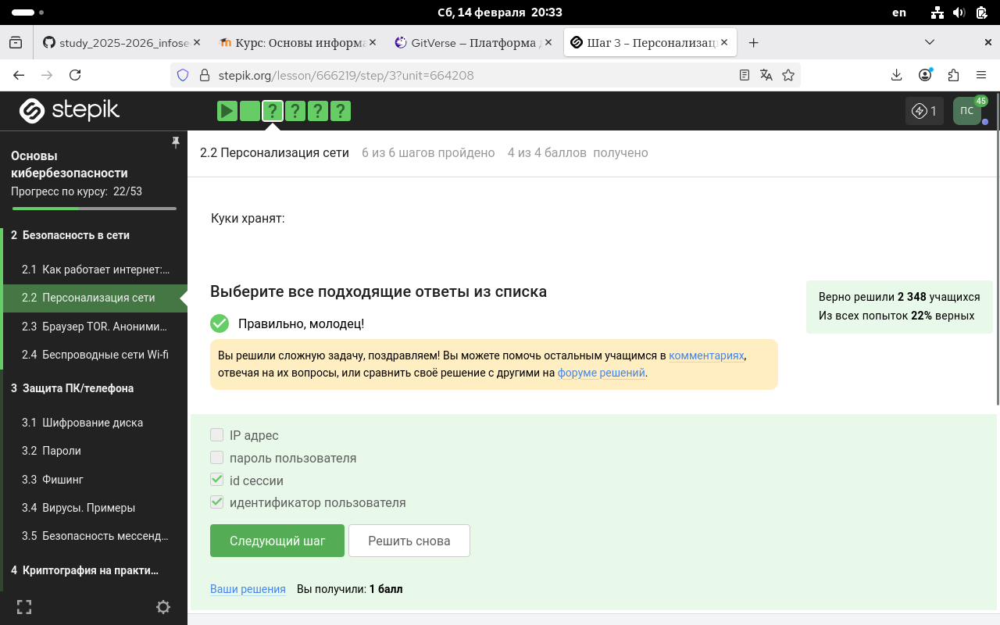 Сб, 14 февраля 20:33
en
study_2025-2026_infose
Курс: Основы информа
GitVerse — Платформа д
Шаг 3 – Персонализаци
stepik.org/lesson/666219/step/3?unit=664208
stepik
?
?
?
?
1
ПС
45
Основы
кибербезопасности
Прогресс по курсу: 22/53
2 Безопасность в сети
2.1 Как работает интернет:...
2.2 Персонализация сети
2.3 Браузер TOR. Аноними...
2.4 Беспроводные сети Wi-fi
3 Защита ПК/телефона
3.1 Шифрование диска
3.2 Пароли
3.3 Фишинг
3.4 Вирусы. Примеры
3.5 Безопасность мессенд...
4 Криптография на практи...
2.2 Персонализация сети 6 из 6 шагов пройдено 4 из 4 баллов получено
Куки хранят:
Выберите все подходящие ответы из списка
Верно решили 2 348 учащихся
Из всех попыток 22% верных
Правильно, молодец!
Вы решили сложную задачу, поздравляем! Вы можете помочь остальным учащимся в комментариях,
отвечая на их вопросы, или сравнить своё решение с другими на форуме решений.
IP адрес
пароль пользователя
id сессии
идентификатор пользователя
Следующий шаг
Решить снова
Ваши решения Вы получили: 1 балл